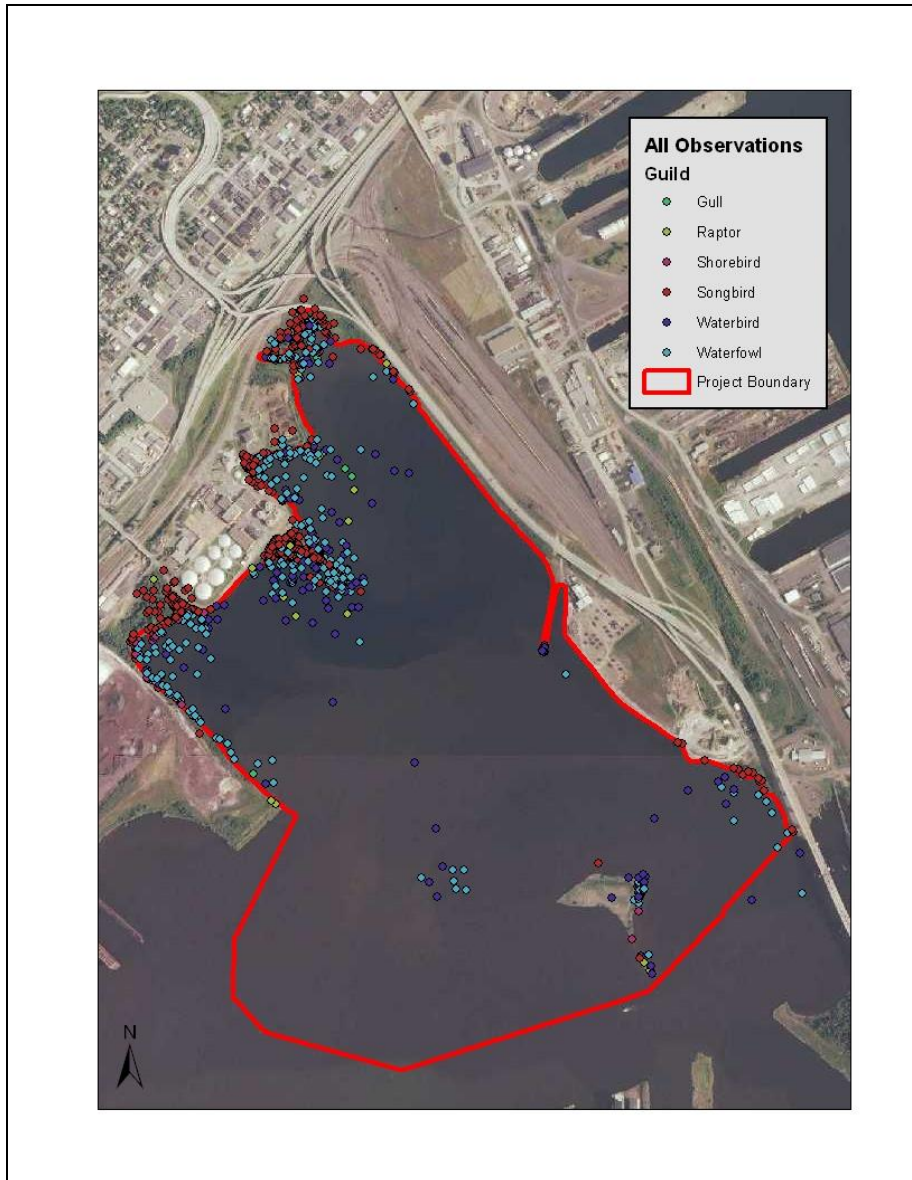 All Observations
Guild
Gull
Raptor
Shorebird
Songbird
Waterbird
Waterfowl
Project Boundary
N